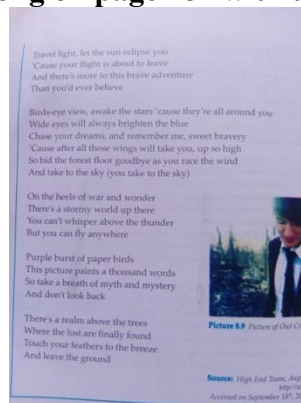 Travel light, let the sun eclipse you
'Cause your flight is about to leave
And there's more to this brave adventure
Than you'd ever believe
Birds-eye view, awake the stars 'cause they're all around you
Wide eyes will always brighten the blue
Chase your dreams, and remember me, sweet bravery
'Cause after all those wings will take you, up so high
So bid the forest floor goodbye as you race the wind
And take to the sky (you take to the sky)
On the heels of war and wonder
There's a stormy world up there
You can't whisper above the thunder
But you can fly anywhere
Purple burst of paper birds
This picture paints a thousand words
So take a breath of myth and mystery
And don't look back
There's a realm above the trees
Where the lost are finally found
Touch your feathers to the breeze
And leave the ground
Picture 8.9 Picture of Owl
Source: High End Team,
http://
Accessed on September 18th,